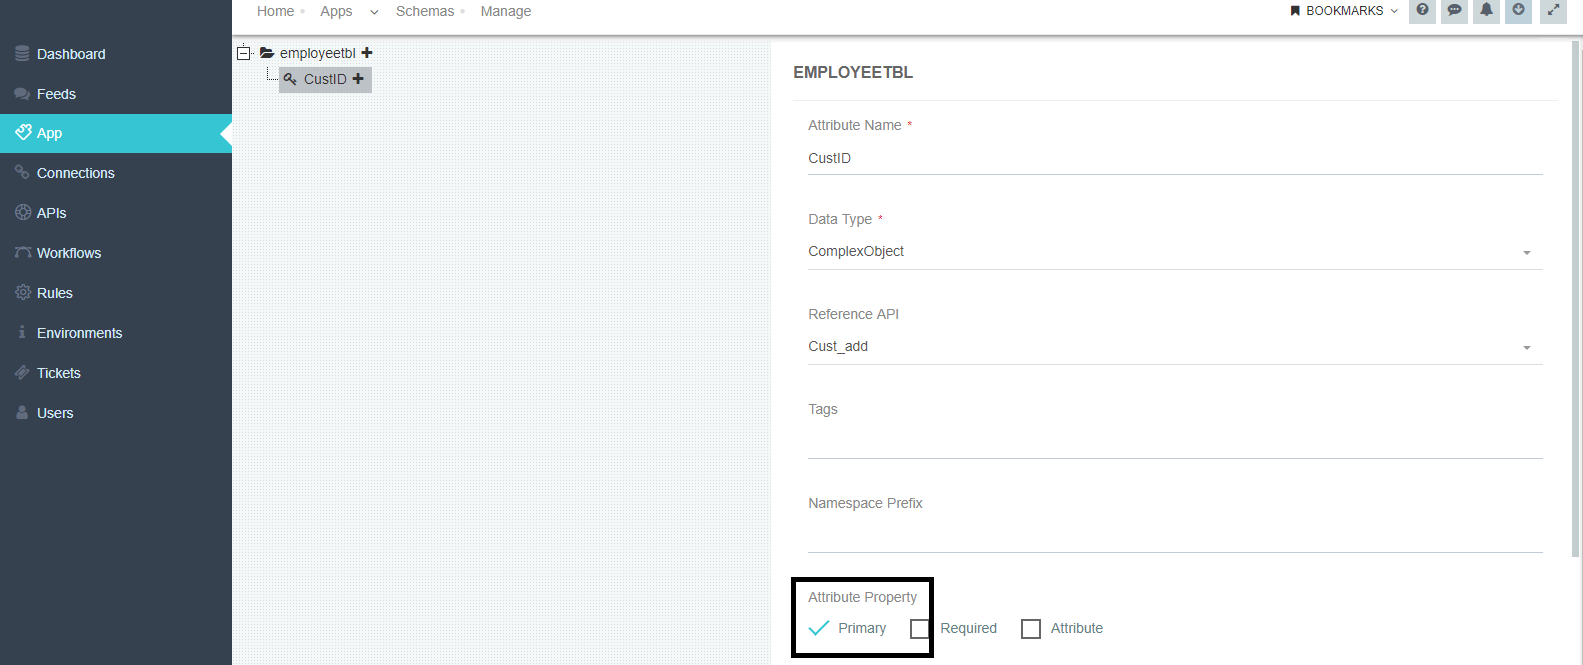 Home Apps Schemas Manage
BOOKMARKS
Dashboard
Feeds
App
Connections
APIs
Workflows
Rules
Environments
Tickets
Users
employeetbl
CustID
EMPLOYEETBL
Attribute Name *
CustID
Data Type *
ComplexObject
Reference API
Cust_add
Tags
Namespace Prefix
Attribute Property
Primary Required Attribute